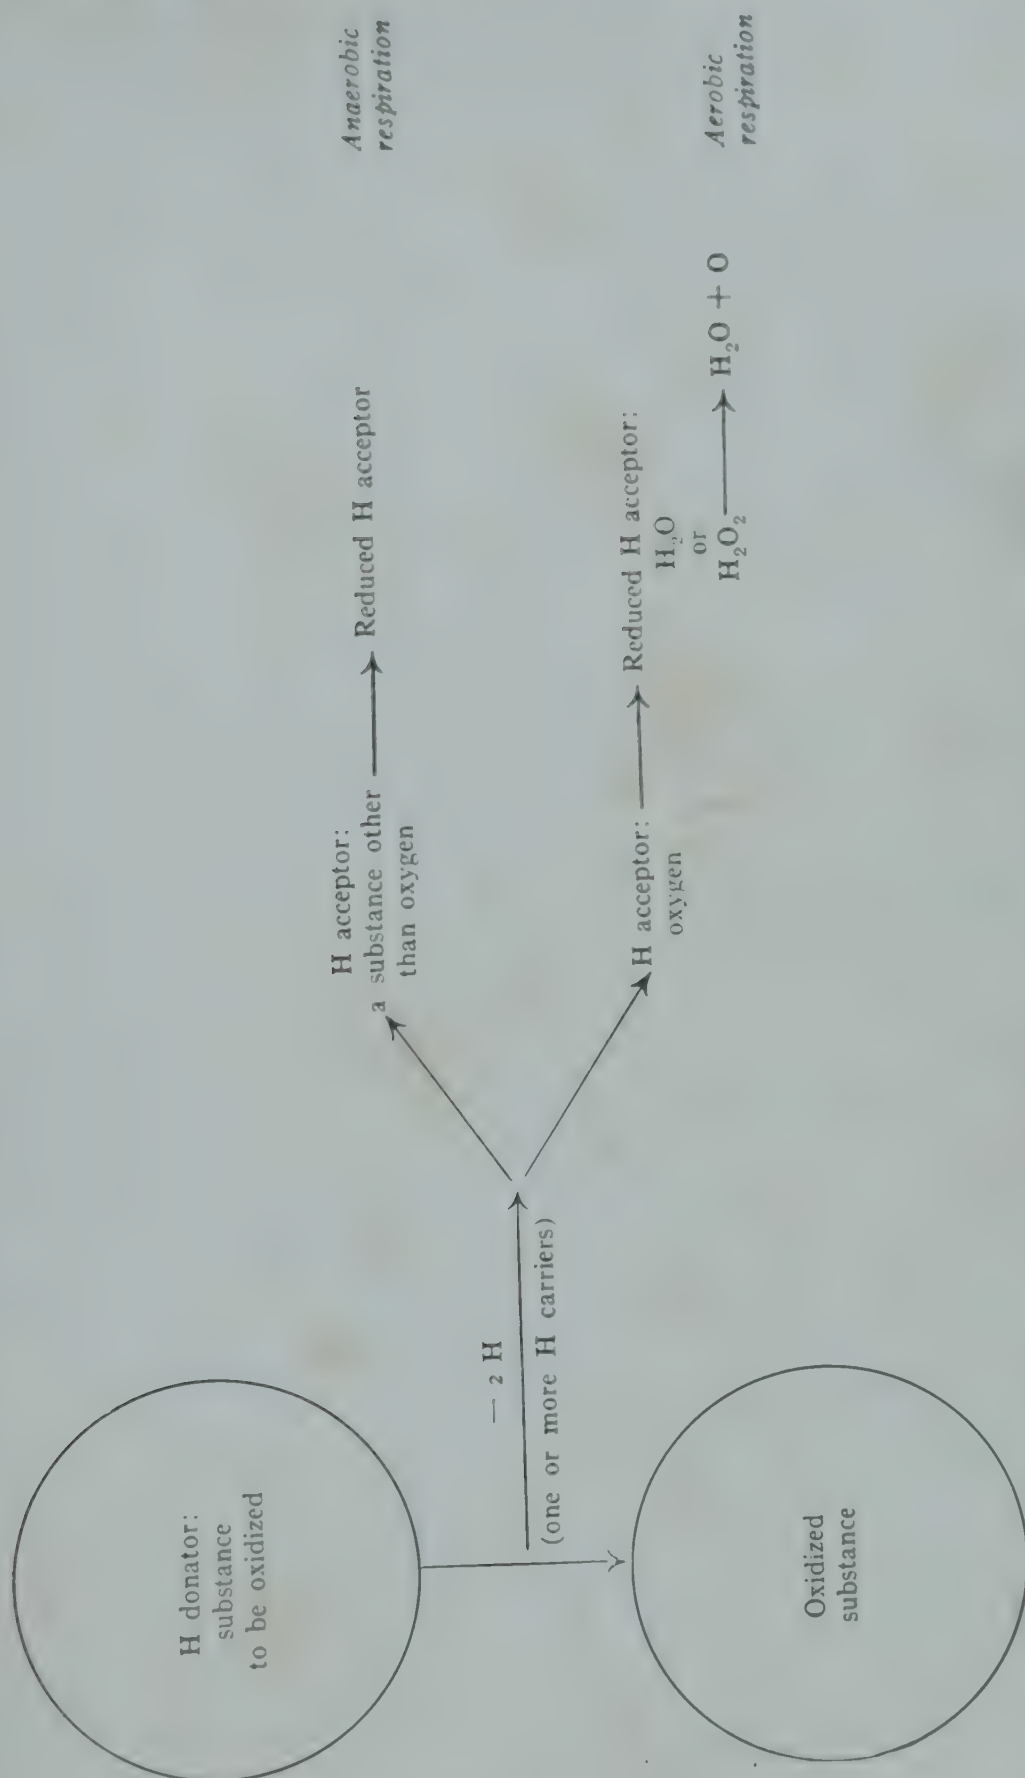 H donator:
substance
to be oxidized
— 2 H
(one or more H carriers)
Oxidized
substance
H acceptor:
a substance other
than oxygen
Reduced H acceptor
Anaerobic
respiration
H acceptor:
oxygen
Reduced H acceptor:
H₂O
or
H₂O₂ ⟶ H₂O + O
Aerobic
respiration